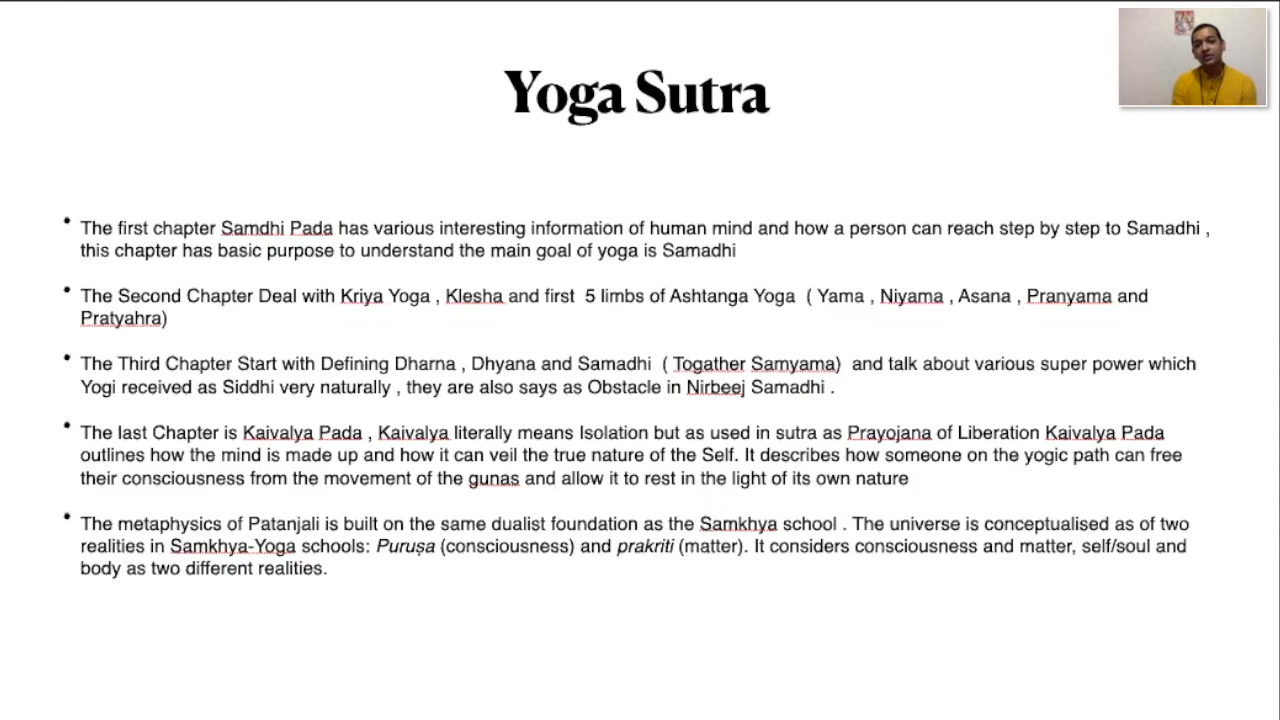 Yoga Sutra
• The first chapter Samdhi Pada has various interesting information of human mind and how a person can reach step by step to Samadhi ,
this chapter has basic purpose to understand the main goal of yoga is Samadhi
• The Second Chapter Deal with Kriya Yoga , Klesha and first  5 limbs of Ashtanga Yoga  ( Yama , Niyama , Asana , Pranyama and
Pratyahra)
• The Third Chapter Start with Defining Dharna , Dhyana and Samadhi  ( Togather Samyama)  and talk about various super power which
Yogi received as Siddhi very naturally , they are also says as Obstacle in Nirbeej Samadhi .
• The last Chapter is Kaivalya Pada , Kaivalya literally means Isolation but as used in sutra as Prayojana of Liberation Kaivalya Pada
outlines how the mind is made up and how it can veil the true nature of the Self. It describes how someone on the yogic path can free
their consciousness from the movement of the gunas and allow it to rest in the light of its own nature
• The metaphysics of Patanjali is built on the same dualist foundation as the Samkhya school . The universe is conceptualised as of two
realities in Samkhya-Yoga schools: Puruṣa (consciousness) and prakriti (matter). It considers consciousness and matter, self/soul and
body as two different realities.